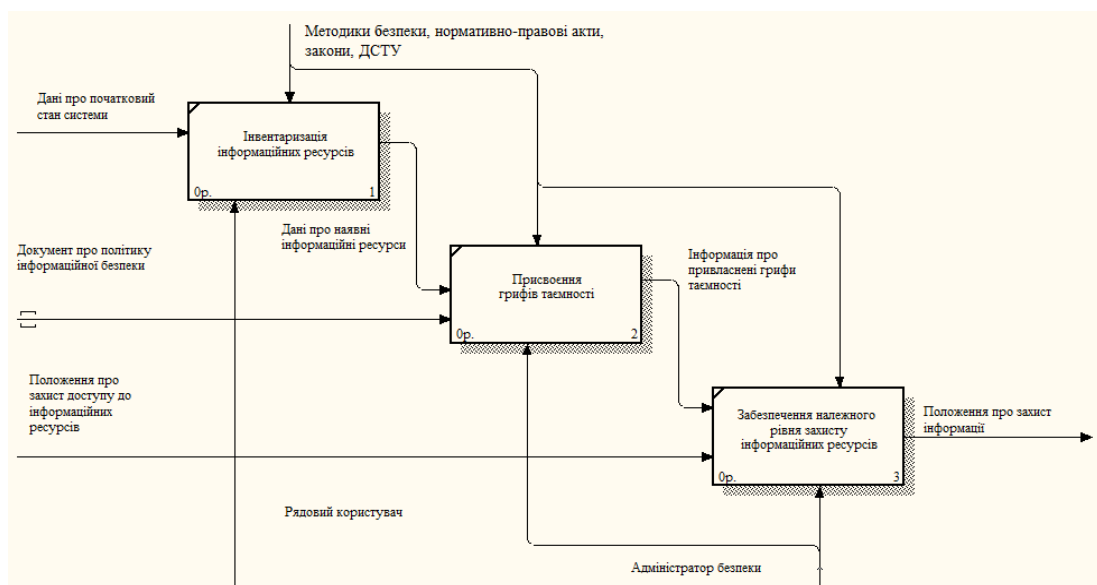 Методики безпеки, нормативно-правові акти,
закони, ДСТУ
Дані про початковий
стан системи
Інвентаризація
інформаційних ресурсів
0р.
1
Дані про наявні
інформаційні ресурси
Документ про політику
інформаційної безпеки
Присвоєння
грифів таємності
0р.
2
Інформація про
привласнені грифи
таємності
Положення про
захист доступу до
інформаційних
ресурсів
Забезпечення належного
рівня захисту
інформаційних ресурсів
0р.
3
Положення про захист
інформації
Рядовий користувач
Адміністратор безпеки